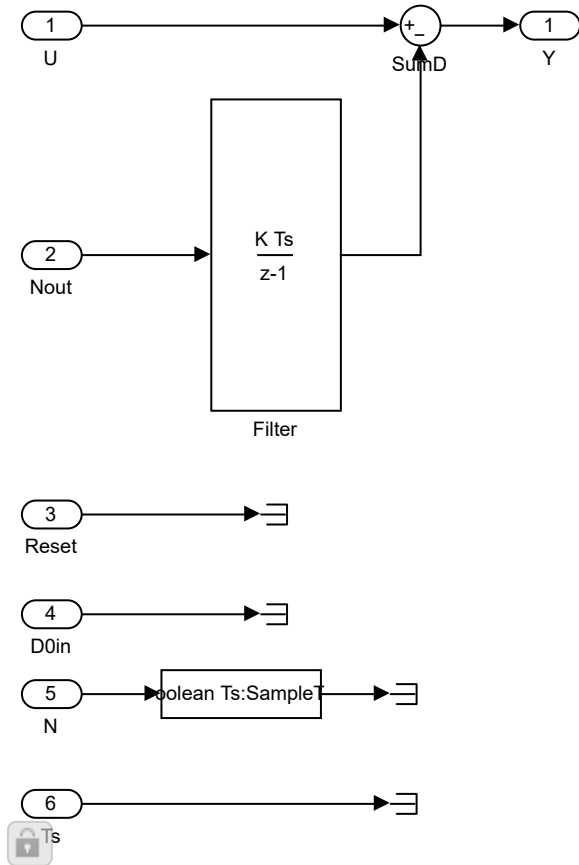 1
U
+
−
SumD
1
Y
2
Nout
K Ts
z-1
Filter
3
Reset
4
D0in
5
N
oolean Ts:SampleT
6
Ts